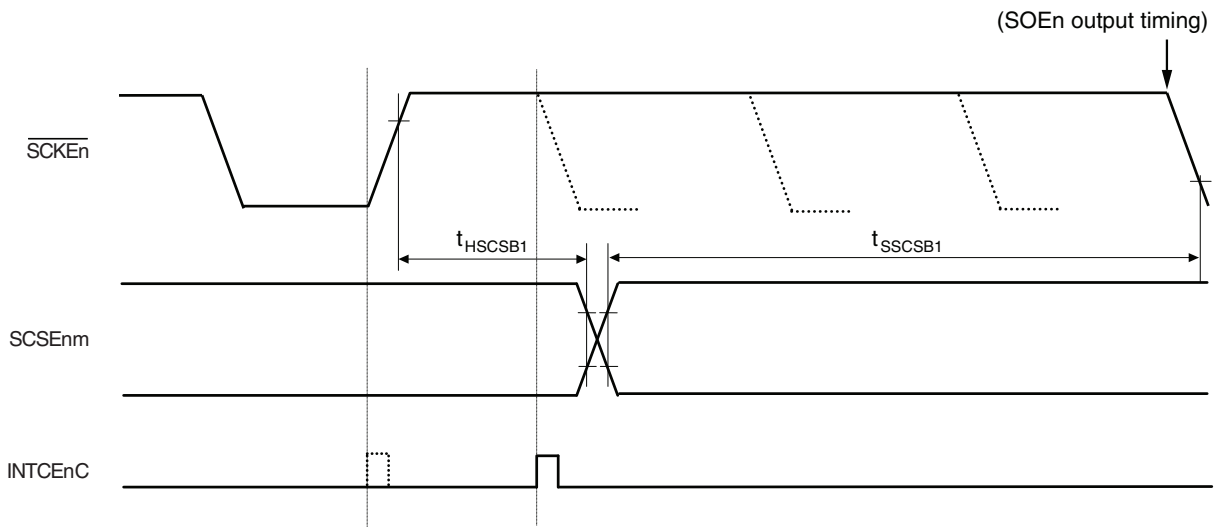 (SOEn output timing)
SCKEn
tHSCSB1
tSSCSB1
SCSEnm
INTCEnC